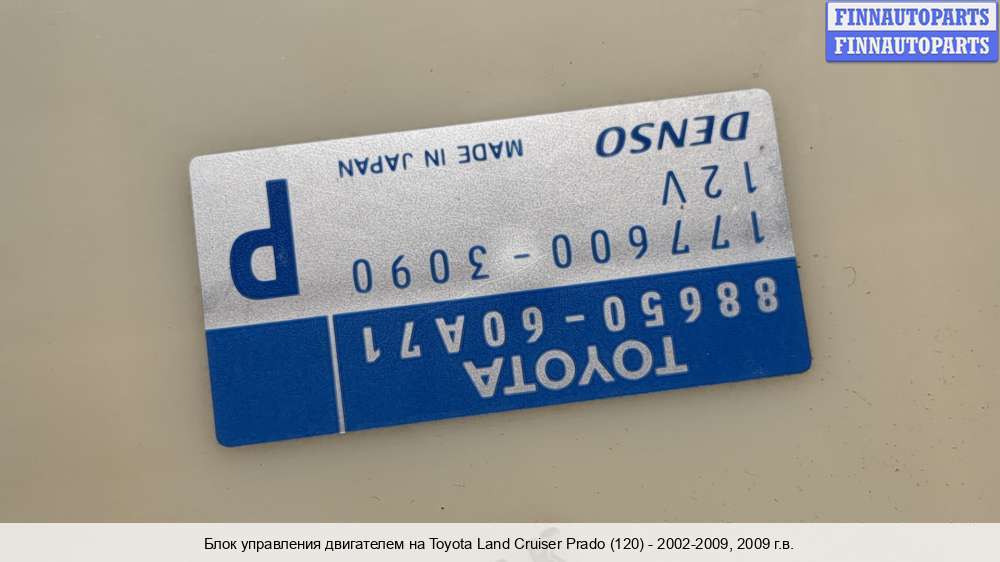 FINNAUTOPARTS
FINNAUTOPARTS
TOYOTA
88650-60A71
177600-3090
12V
DENSO
MADE IN JAPAN
P
Блок управления двигателем на Toyota Land Cruiser Prado (120) - 2002-2009, 2009 г.в.